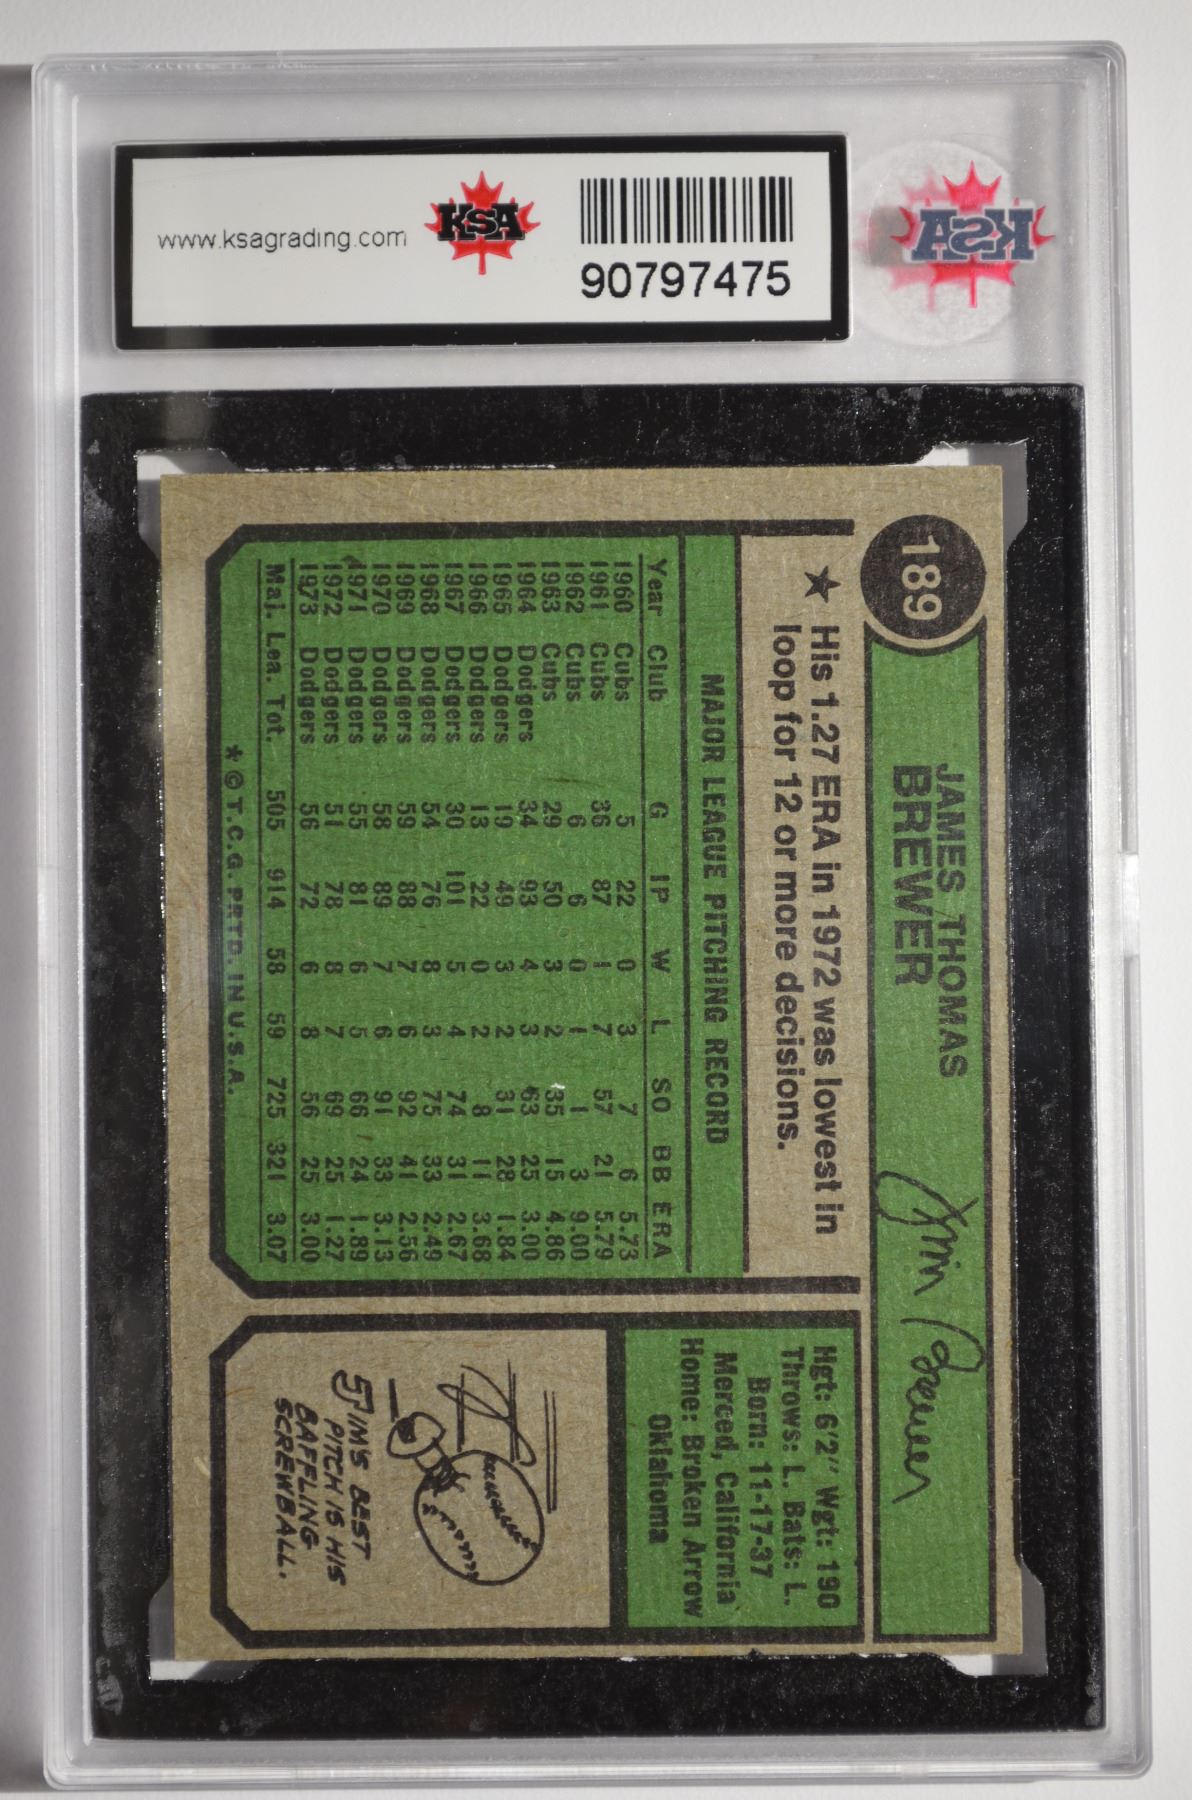 www.ksagrading.com
KSA
90797475
KSA
189
JAMES THOMAS
BREWER
Jim Brewer
★ His 1.27 ERA in 1972 was lowest in
loop for 12 or more decisions.
MAJOR LEAGUE PITCHING RECORD
Year Club G IP W L SO BB ERA
1960 Cubs 5 22 0 3 7 6 5.73
1961 Cubs 36 87 1 7 57 21 5.79
1962 Cubs 6 6 0 1 1 3 9.00
1963 Cubs 29 50 3 2 35 15 4.86
1964 Dodgers 34 93 4 3 63 25 3.00
1965 Dodgers 19 49 3 2 31 28 1.84
1966 Dodgers 13 22 0 2 8 11 3.68
1967 Dodgers 30 101 5 4 74 31 2.67
1968 Dodgers 54 76 8 3 75 33 2.49
1969 Dodgers 59 88 7 6 92 41 2.56
1970 Dodgers 58 89 7 6 91 33 3.13
1971 Dodgers 55 81 6 5 66 24 1.89
1972 Dodgers 51 78 8 7 69 25 1.27
1973 Dodgers 56 72 6 8 56 25 3.00
Maj. Lea. Tot. 505 914 58 59 725 321 3.07
* © T.C.G. PRTD. IN U.S.A.
Hgt: 6'2" Wgt: 190
Throws: L. Bats: L.
Born: 11-17-37
Merced, California
Home: Broken Arrow
Oklahoma
JIM'S BEST
PITCH IS HIS
BAFFLING
SCREWBALL.